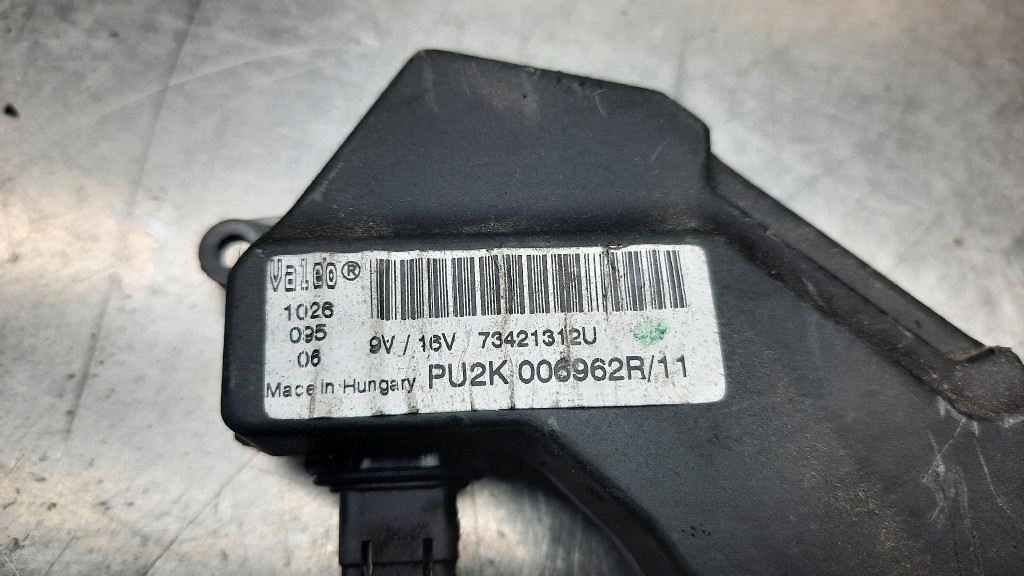 Valeo®
1026
095
06
9V / 16V / 73421312U
Made in Hungary PU2K 006962R/11